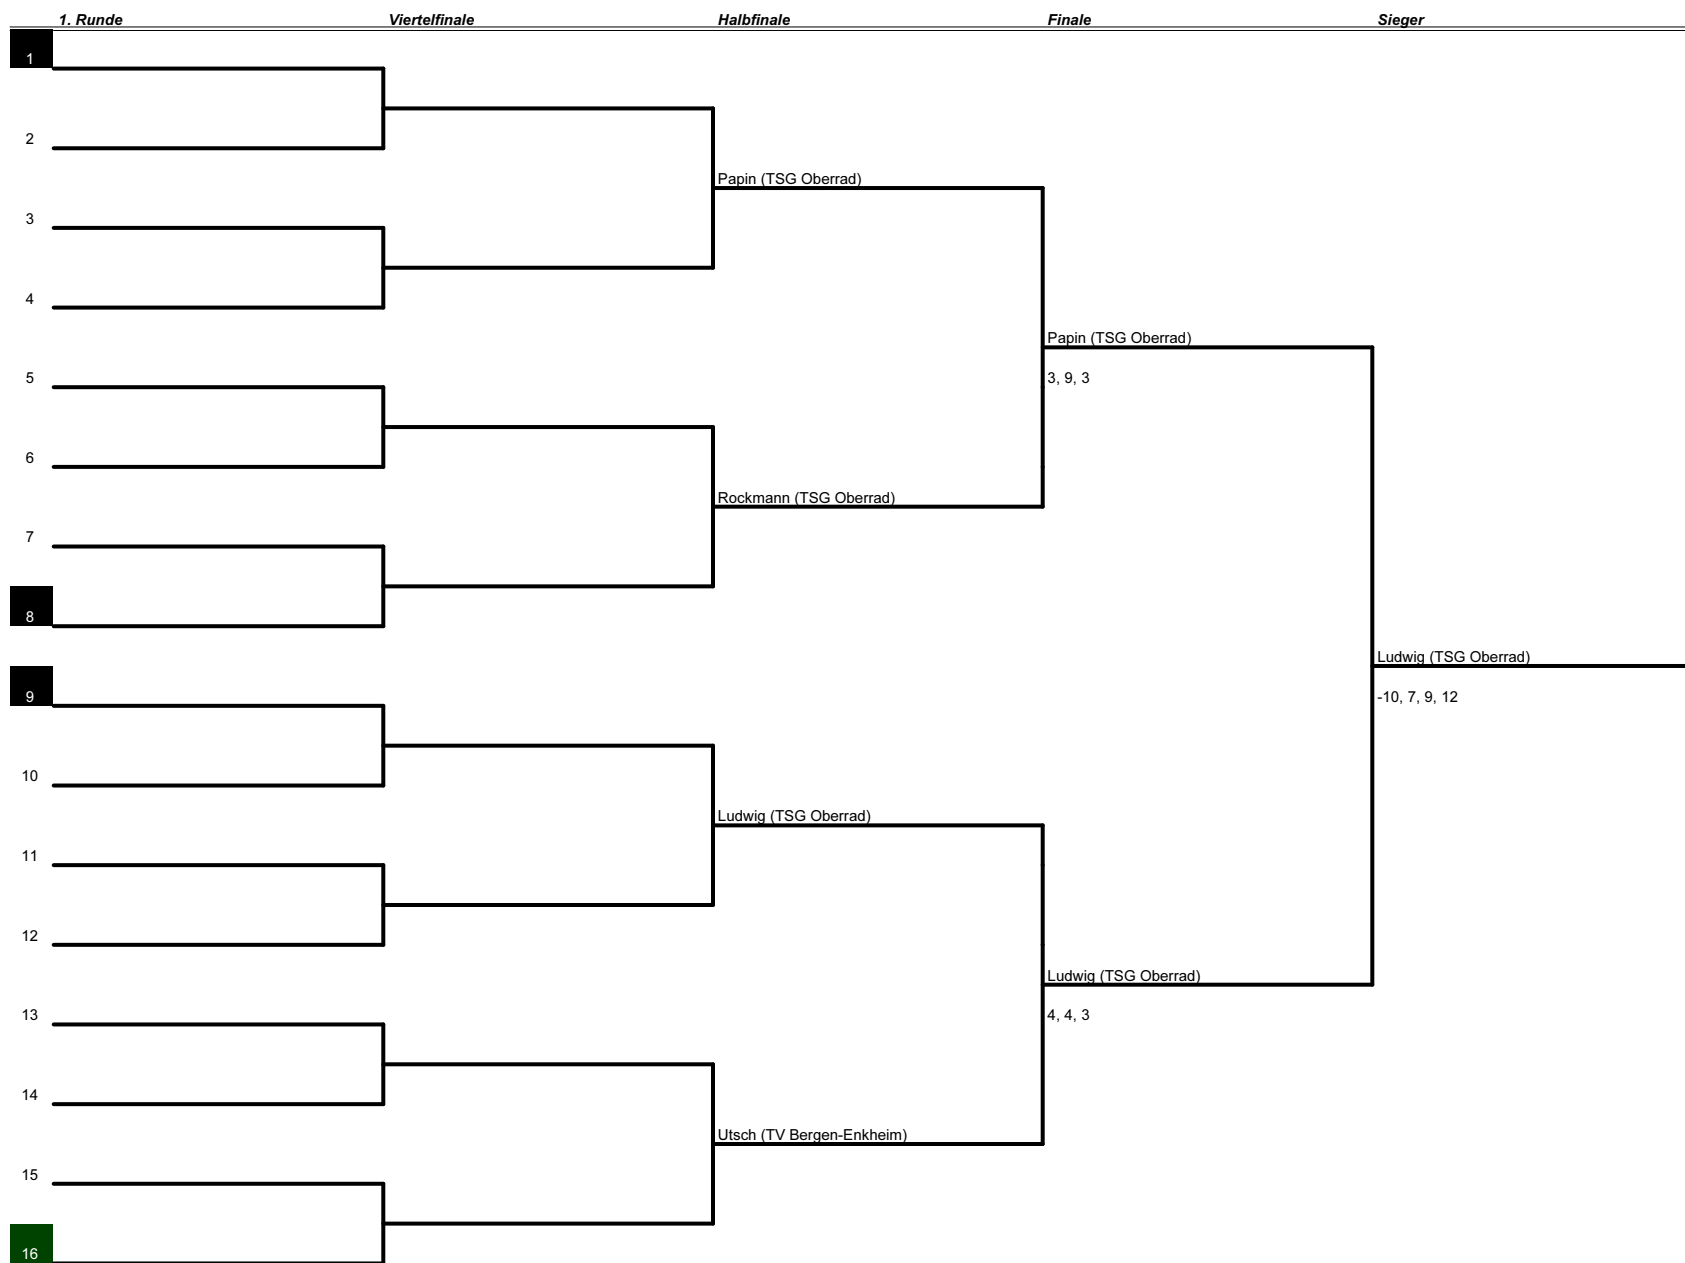 1. Runde Viertelfinale Halbfinale Finale Sieger
1
2
Papin (TSG Oberrad)
3
4
Papin (TSG Oberrad)
5
3, 9, 3
6
Rockmann (TSG Oberrad)
7
8
Ludwig (TSG Oberrad)
9
-10, 7, 9, 12
10
Ludwig (TSG Oberrad)
11
12
Ludwig (TSG Oberrad)
13
4, 4, 3
14
Utsch (TV Bergen-Enkheim)
15
16